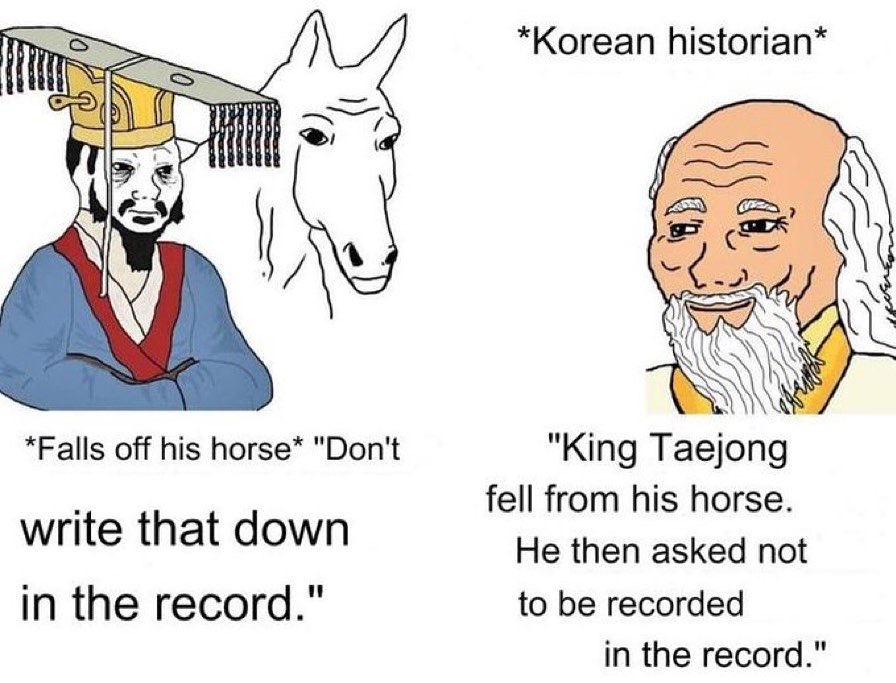 *Korean historian*
*Falls off his horse* "Don't
write that down
in the record."
"King Taejong
fell from his horse.
He then asked not
to be recorded
in the record."